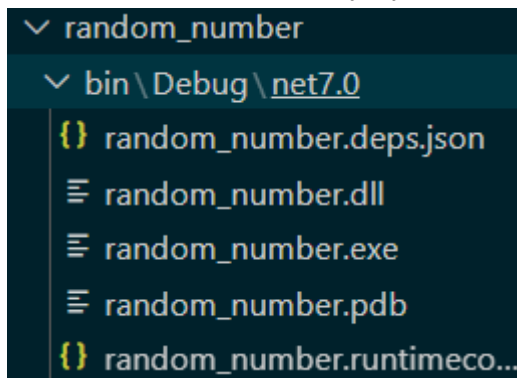 random_number
bin\Debug\net7.0
{} random_number.deps.json
random_number.dll
random_number.exe
random_number.pdb
{} random_number.runtimeco...